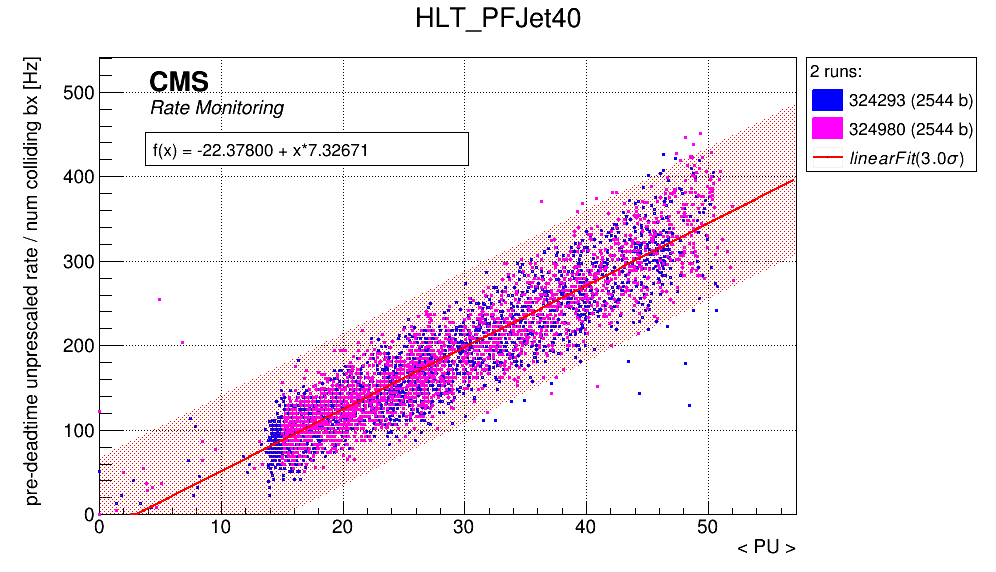 HLT_PFJet40
pre-deadtime unprescaled rate / num colliding bx [Hz]
CMS
Rate Monitoring
f(x) = -22.37800 + x*7.32671
500
400
300
200
100
0
0 10 20 30 40 50
< PU >
2 runs:
324293 (2544 b)
324980 (2544 b)
linearFit(3.0σ)